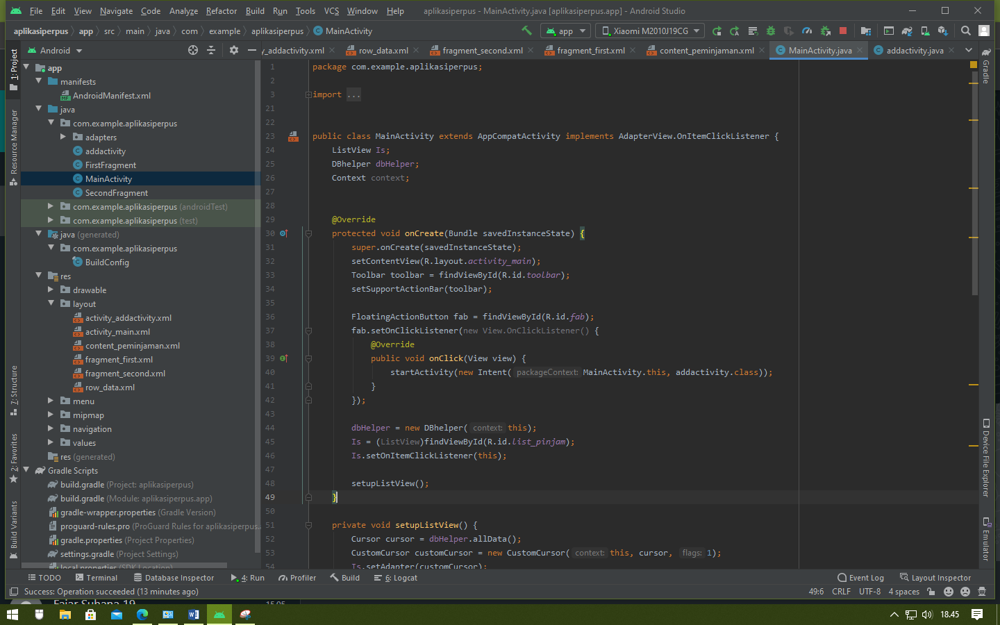 File Edit View Navigate Code Analyze Refactor Build Run Tools VCS Window Help aplikasiperpus - MainActivity.java [aplikasiperpus.app] - Android Studio
aplikasiperpus app src main java com example aplikasiperpus MainActivity app Xiaomi M2010J19CG
Android
y_addactivity.xml row_data.xml fragment_second.xml fragment_first.xml content_peminjaman.xml MainActivity.java addactivity.java
1: Project
Resource Manager
7: Structure
2: Favorites
Build Variants
app
manifests
AndroidManifest.xml
java
com.example.aplikasiperpus
adapters
addactivity
FirstFragment
MainActivity
SecondFragment
com.example.aplikasiperpus (androidTest)
com.example.aplikasiperpus (test)
java (generated)
com.example.aplikasiperpus
BuildConfig
res
drawable
layout
activity_addactivity.xml
activity_main.xml
content_peminjaman.xml
fragment_first.xml
fragment_second.xml
row_data.xml
menu
mipmap
navigation
values
res (generated)
Gradle Scripts
build.gradle (Project: aplikasiperpus)
build.gradle (Module: aplikasiperpus.app)
gradle-wrapper.properties (Gradle Version)
proguard-rules.pro (ProGuard Rules for aplikasiperpus.
gradle.properties (Project Properties)
settings.gradle (Project Settings)
local.properties (SDK Location)
1 package com.example.aplikasiperpus;
2
3 import ...
21
22
23 public class MainActivity extends AppCompatActivity implements AdapterView.OnItemClickListener {
24 ListView Is;
25 DBhelper dbHelper;
26 Context context;
27
28
29 @Override
30 protected void onCreate(Bundle savedInstanceState) {
31 super.onCreate(savedInstanceState);
32 setContentView(R.layout.activity_main);
33 Toolbar toolbar = findViewById(R.id.toolbar);
34 setSupportActionBar(toolbar);
35
36 FloatingActionButton fab = findViewById(R.id.fab);
37 fab.setOnClickListener(new View.OnClickListener() {
38 @Override
39 public void onClick(View view) {
40 startActivity(new Intent( packageContext: MainActivity.this, addactivity.class));
41 }
42 });
43
44 dbHelper = new DBhelper( context: this);
45 Is = (ListView)findViewById(R.id.list_pinjam);
46 Is.setOnItemClickListener(this);
47
48 setupListView();
49 }
50
51 private void setupListView() {
52 Cursor cursor = dbHelper.allData();
53 CustomCursor customCursor = new CustomCursor( context: this, cursor, flags: 1);
54 Is.setAdapter(customCursor);
Gradle
Device File Explorer
Emulator
TODO Terminal Database Inspector 4: Run Profiler Build 6: Logcat Event Log Layout Inspector
Success: Operation succeeded (13 minutes ago) 49:6 CRLF UTF-8 4 spaces
Fajar Suhana 19 15.05
18.45